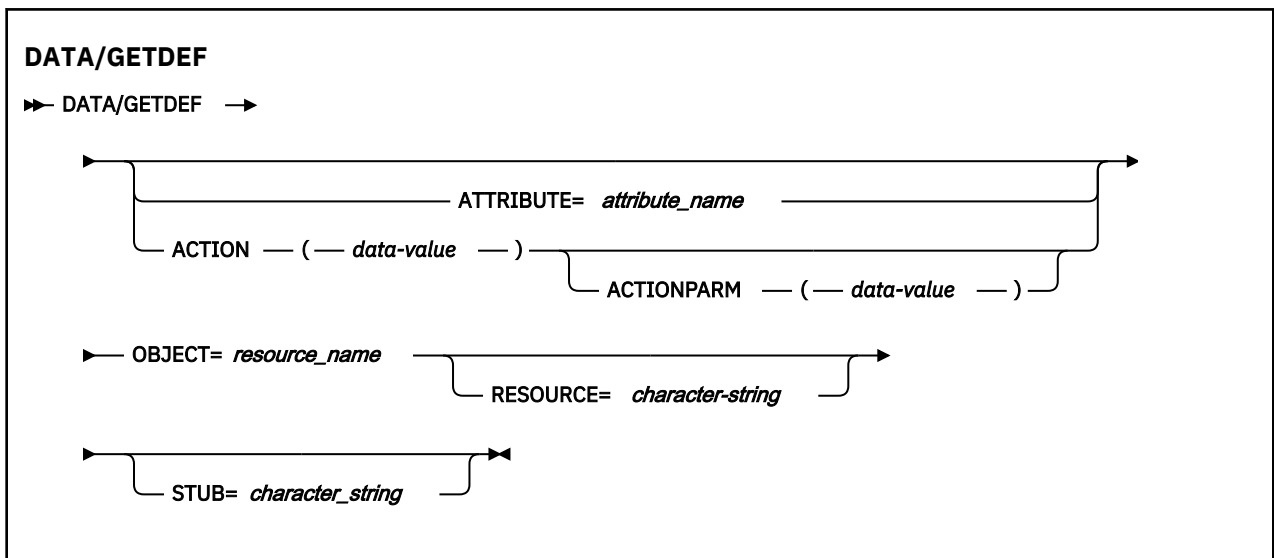 DATA/GETDEF
DATA/GETDEF
ATTRIBUTE= attribute_name
ACTION ( data-value )
ACTIONPARM ( data-value )
OBJECT= resource_name
RESOURCE= character-string
STUB= character_string